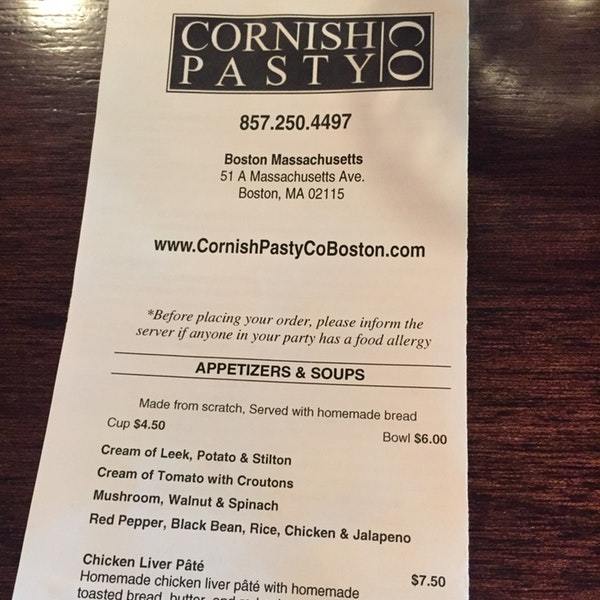 CORNISH
PASTY CO
857.250.4497
Boston Massachusetts
51 A Massachusetts Ave.
Boston, MA 02115
www.CornishPastyCoBoston.com
*Before placing your order, please inform the
server if anyone in your party has a food allergy
APPETIZERS & SOUPS
Made from scratch, Served with homemade bread
Cup $4.50 Bowl $6.00
Cream of Leek, Potato & Stilton
Cream of Tomato with Croutons
Mushroom, Walnut & Spinach
Red Pepper, Black Bean, Rice, Chicken & Jalapeno
Chicken Liver Pâté $7.50
Homemade chicken liver pâté with homemade
toasted bread, butter, and